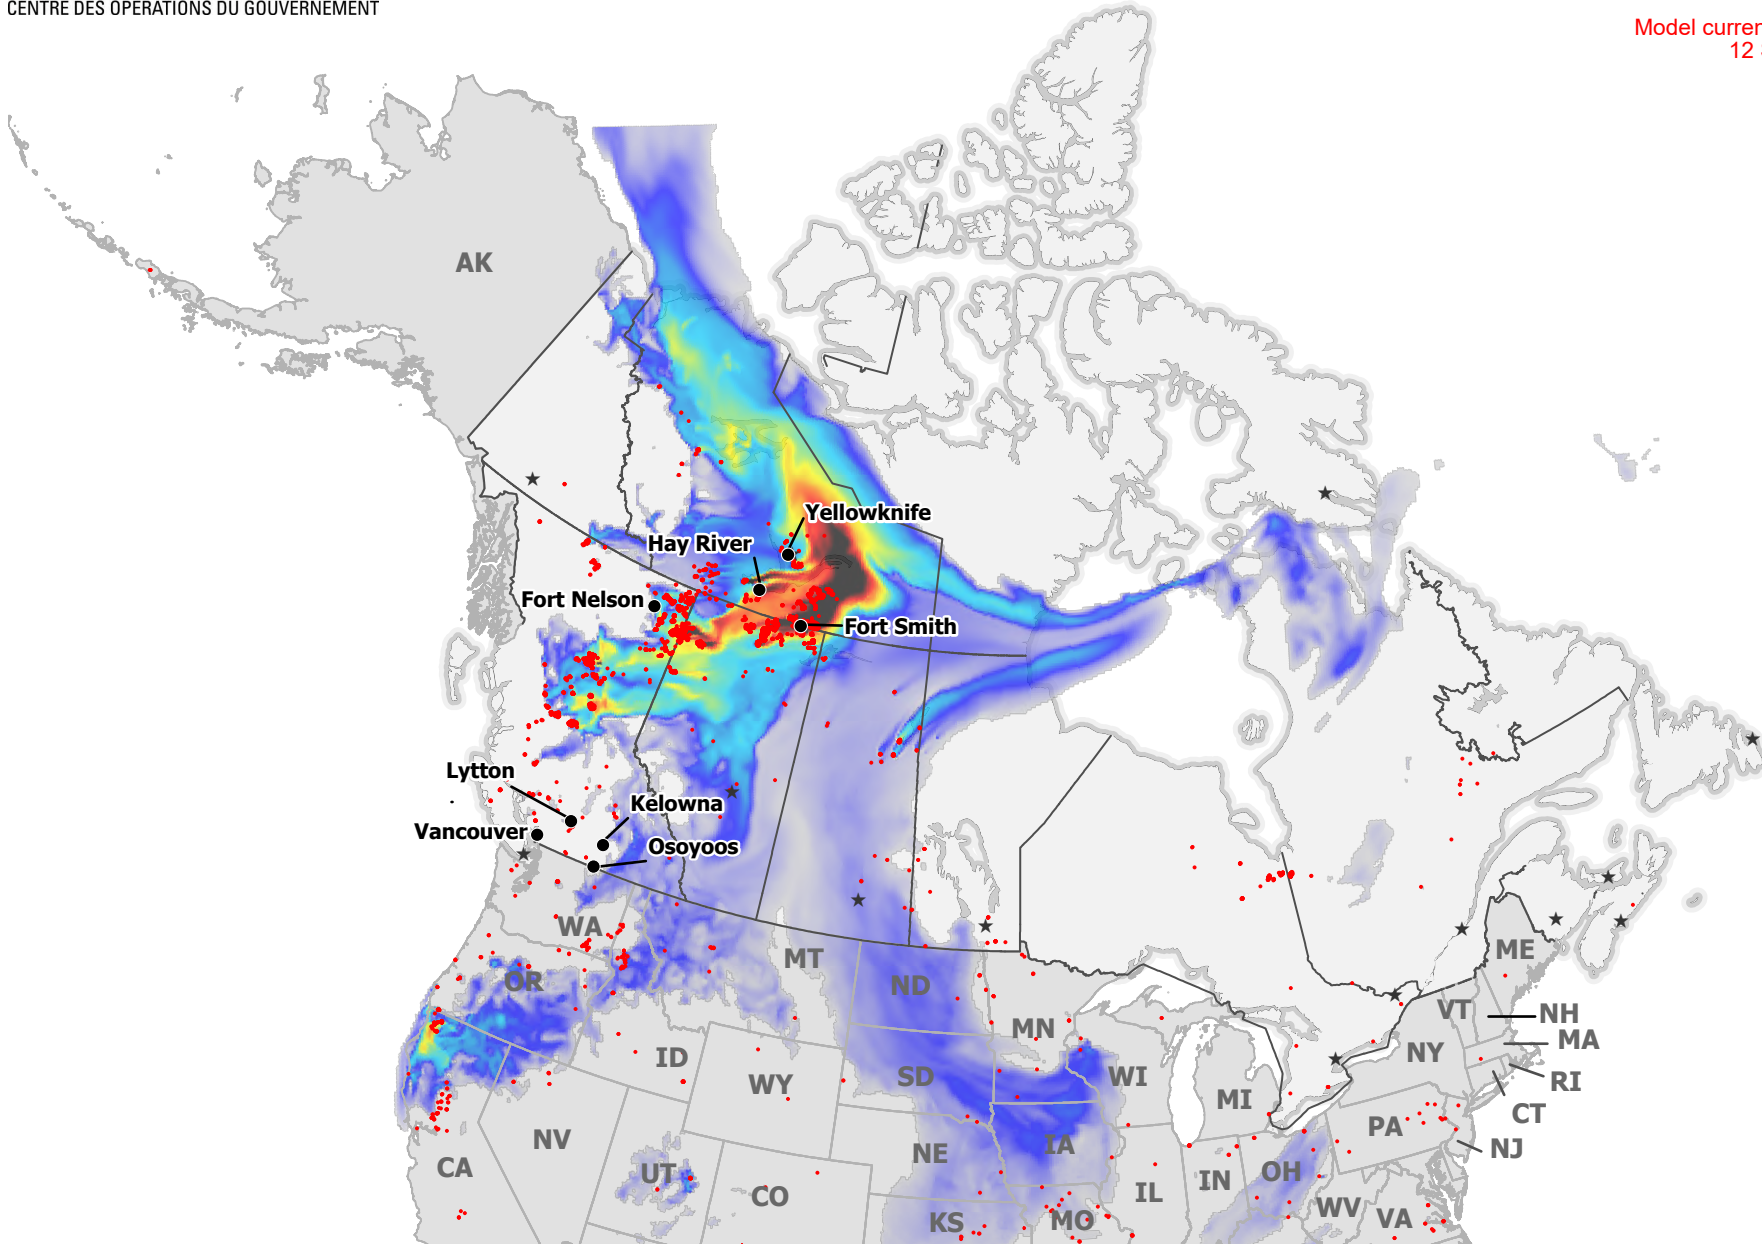 CENTRE DES OPERATIONS DU GOUVERNEMENT
Model curren
12
AK
Yellowknife
Hay River
Fort Nelson
Fort Smith
Lytton
Kelowna
Vancouver
Osoyoos
WA
MT
ME
OR
ND
VT
NH
MN
MA
NY
ID
WY
SD
WI
RI
MI
CT
PA
NV
NE
IA
NJ
CA
UT
CO
OH
IN
IL
WV
KS
MO
VA